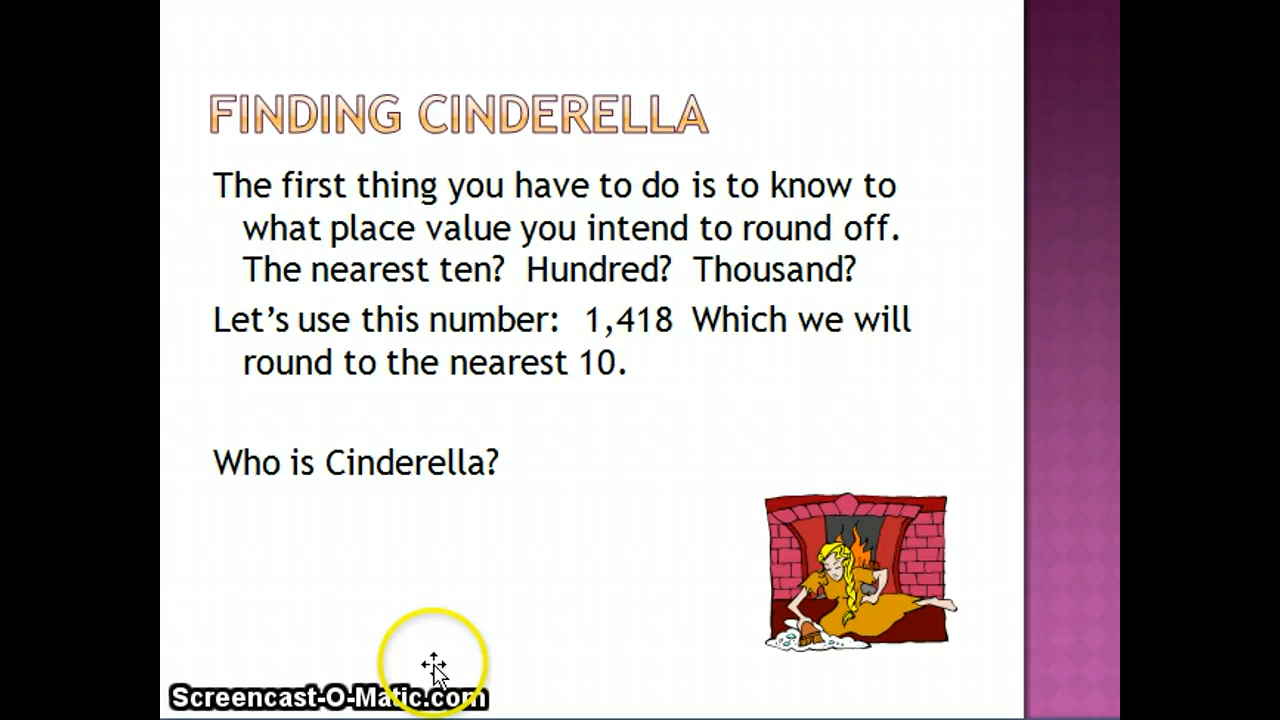 FINDING CINDERELLA
The first thing you have to do is to know to
what place value you intend to round off.
The nearest ten? Hundred? Thousand?
Let's use this number: 1,418 Which we will
round to the nearest 10.
Who is Cinderella?
Screencast-O-Matic.com